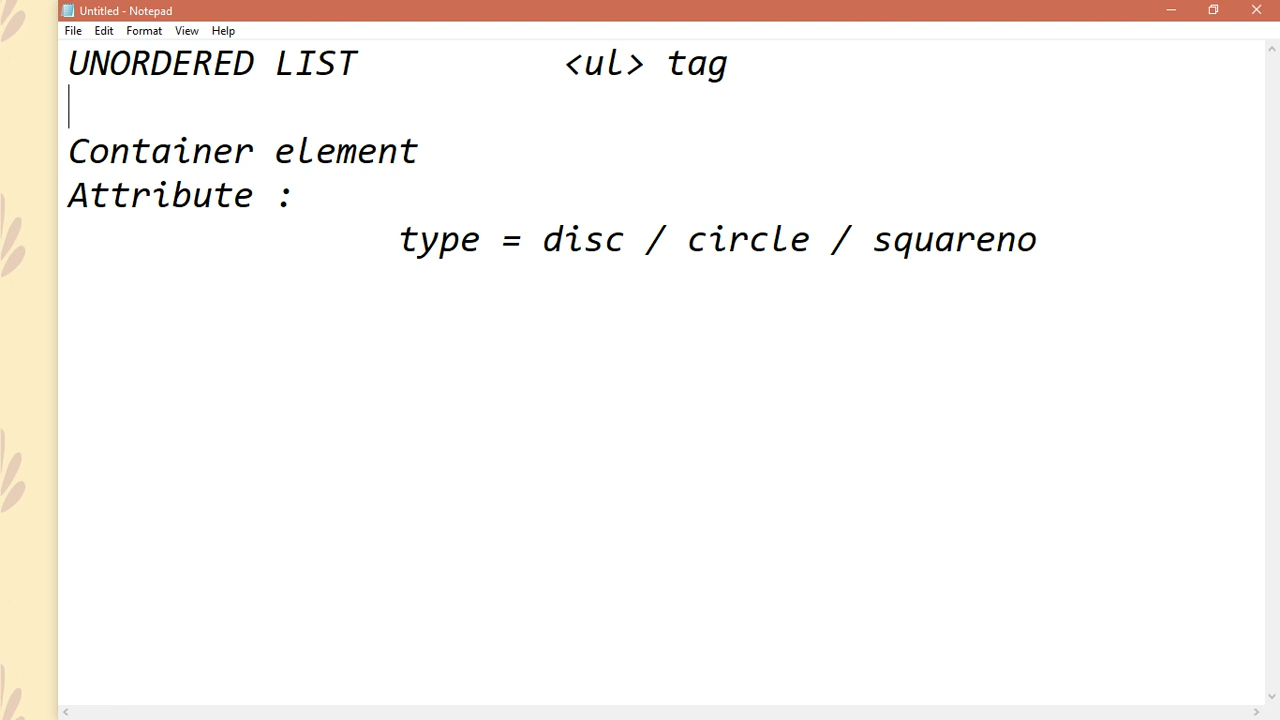 Untitled - Notepad
File Edit Format View Help
UNORDERED LIST <ul> tag
Container element
Attribute :
type = disc / circle / squareno